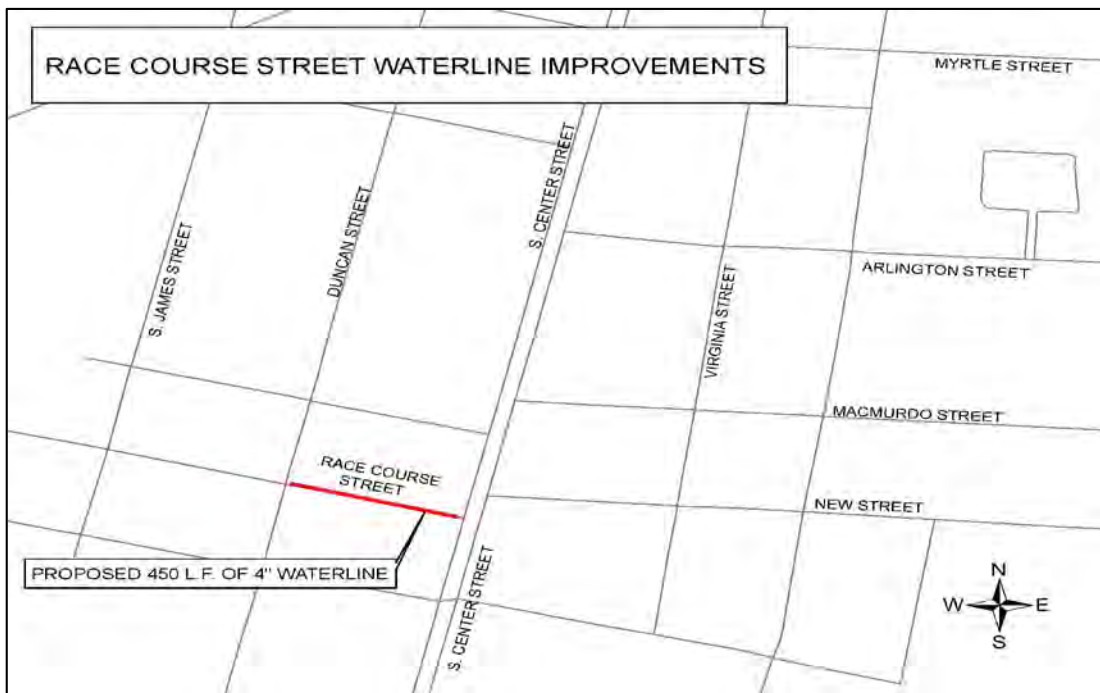 RACE COURSE STREET WATERLINE IMPROVEMENTS
MYRTLE STREET
S. CENTER STREET
DUNCAN STREET
S. JAMES STREET
ARLINGTON STREET
VIRGINIA STREET
MACMURDO STREET
RACE COURSE
STREET
NEW STREET
PROPOSED 450 L.F. OF 4" WATERLINE
S. CENTER STREET
N
W
E
S